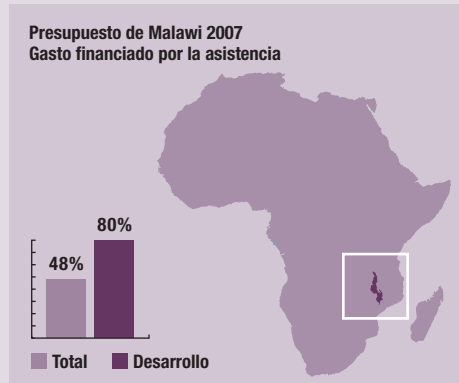 Presupuesto de Malawi 2007
Gasto financiado por la asistencia
80%
48%
Total Desarrollo